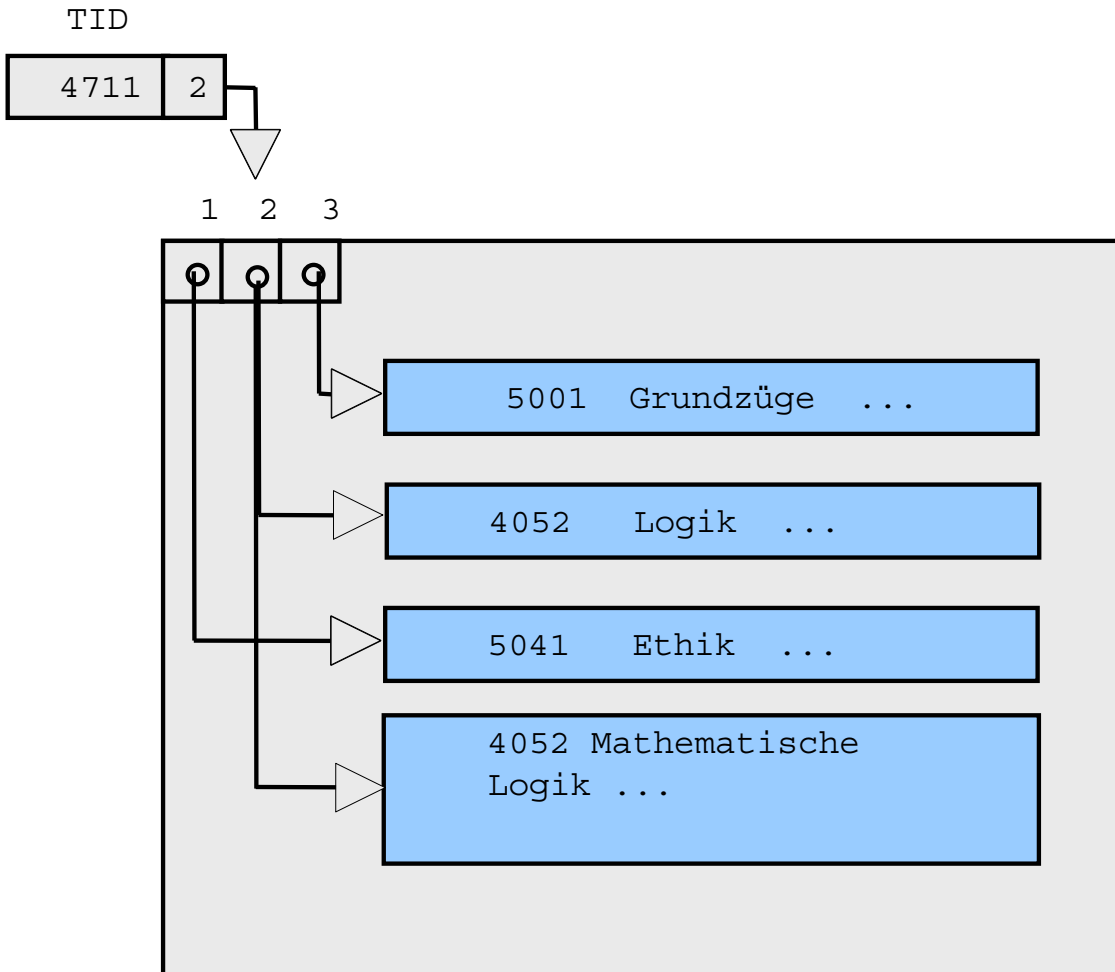 TID
4711 2
1 2 3
5001 Grundzüge ...
4052 Logik ...
5041 Ethik ...
4052 Mathematische
Logik ...